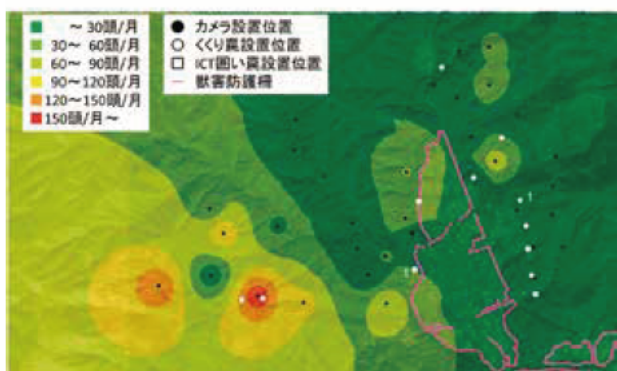 ～ 30頭/月
30～ 60頭/月
60～ 90頭/月
90～120頭/月
120～150頭/月
150頭/月～
カメラ設置位置
くくり罠設置位置
ICT囲い罠設置位置
獣害防護柵
1
1